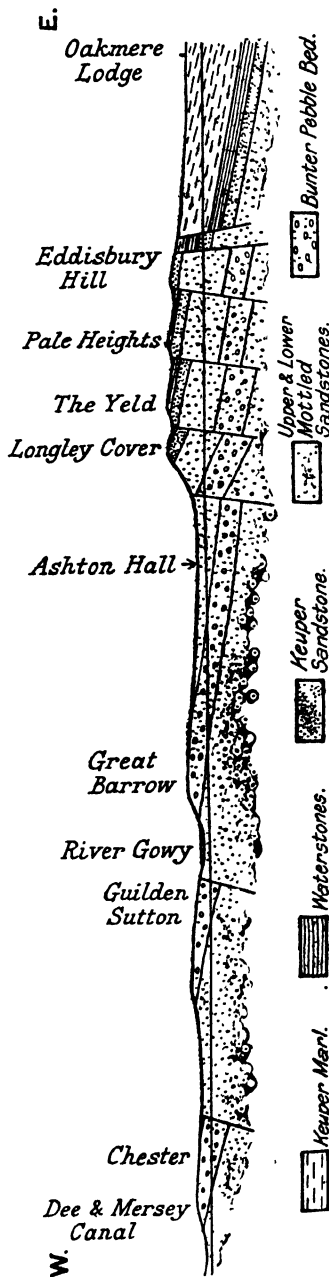 W.
E.
Dee & Mersey
Canal
Chester
Guilden
Sutton
River Gowy
Great
Barrow
Ashton Hall
Longley Cover
The Yeld
Pale Heights
Eddisbury
Hill
Oakmere
Lodge
Keuper Marl.
Waterstones.
Keuper
Sandstone.
Upper & Lower
Mottled
Sandstones.
Bunter Pebble Bed.